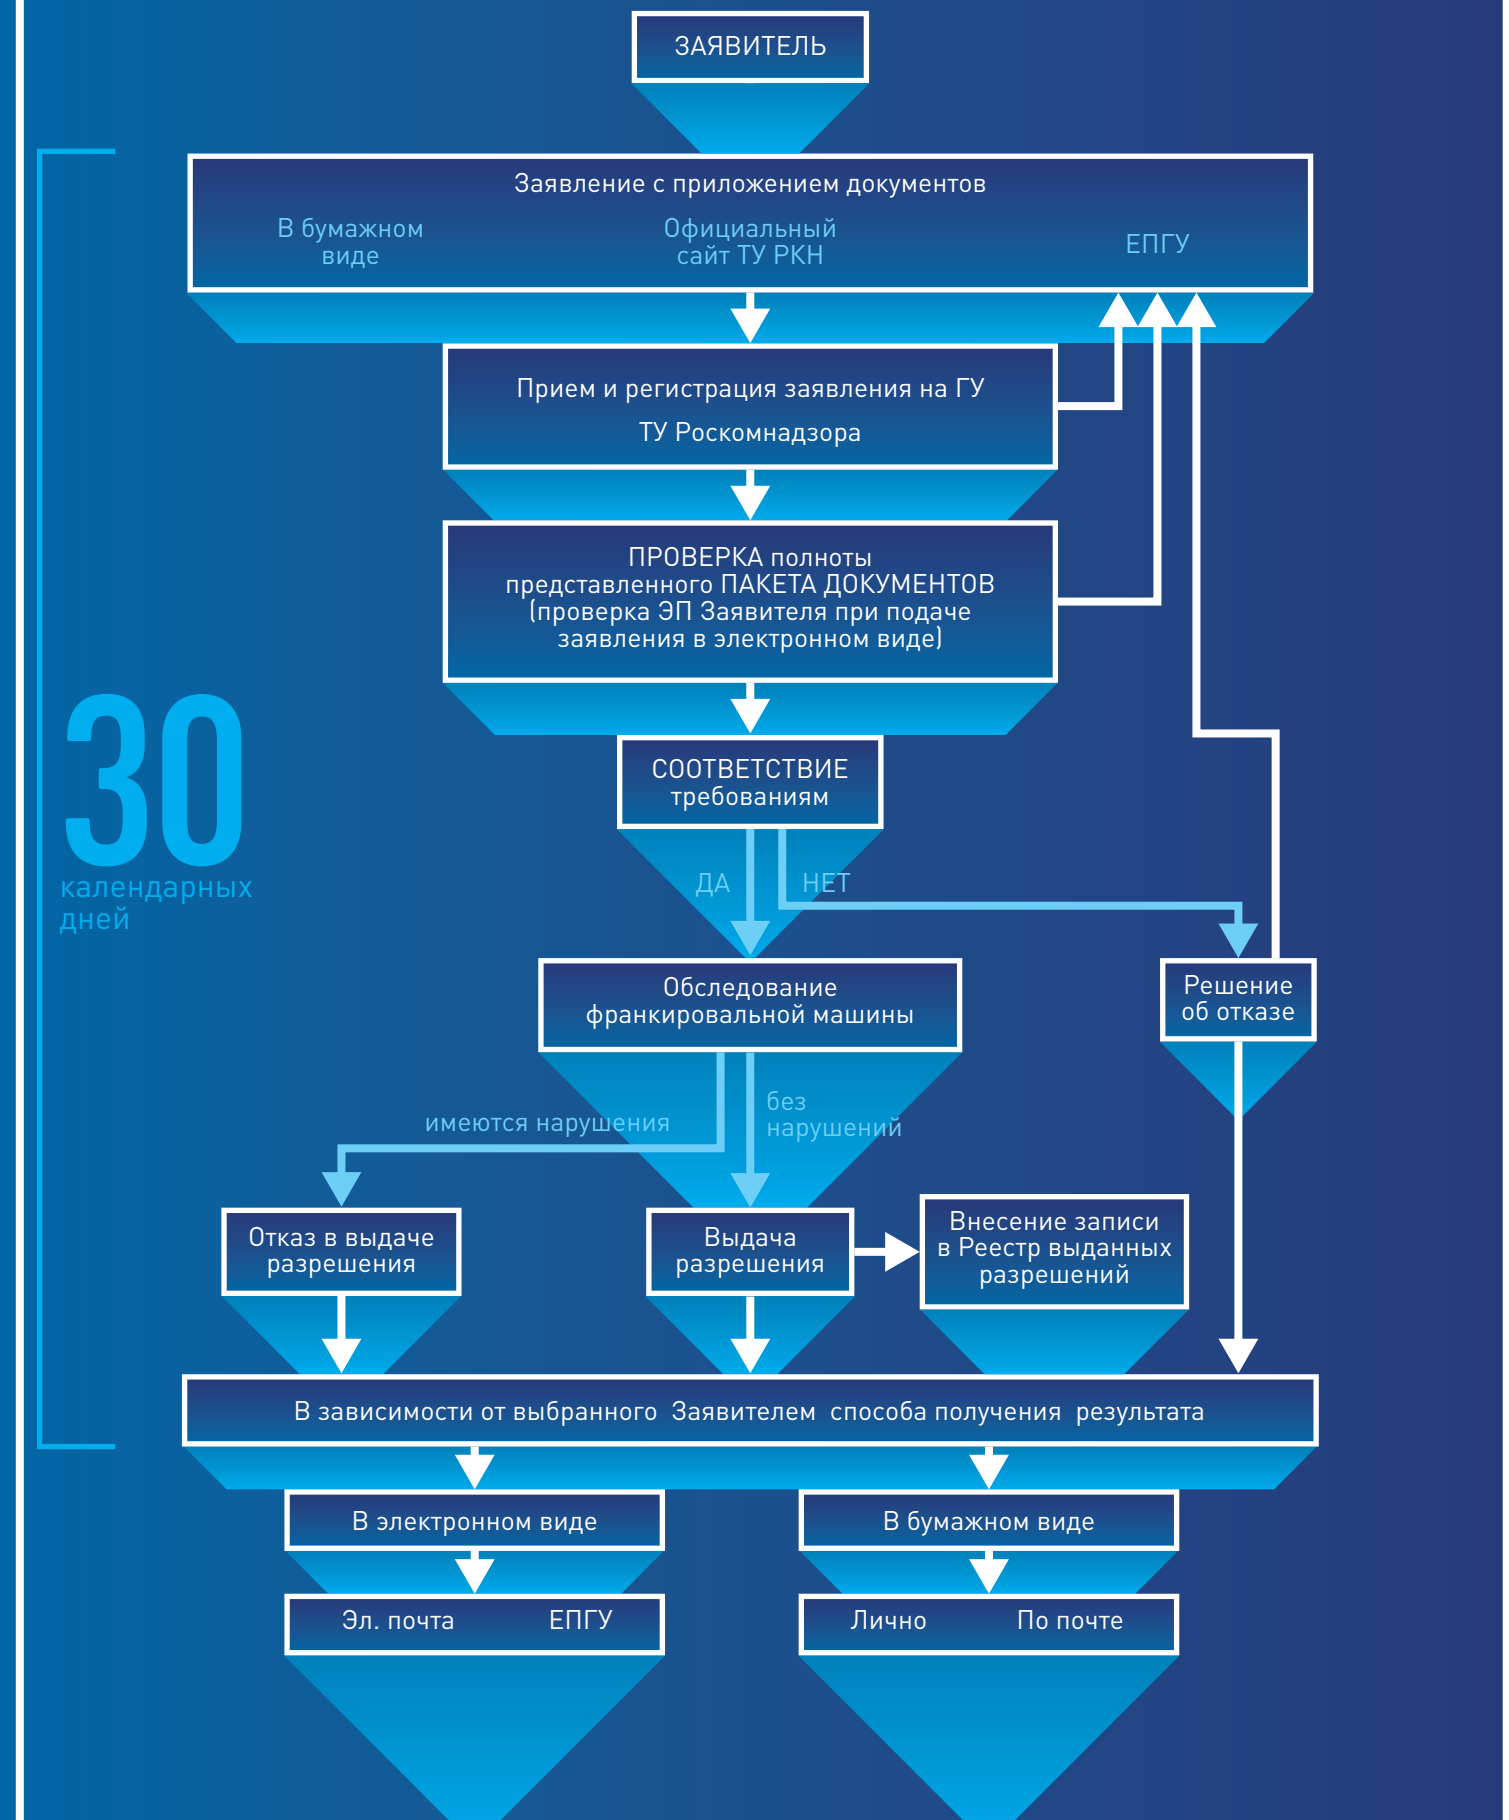 ЗАЯВИТЕЛЬ
Заявление с приложением документов
В бумажном
виде
Официальный
сайт ТУ РКН
ЕПГУ
Прием и регистрация заявления на ГУ
ТУ Роскомнадзора
ПРОВЕРКА полноты
представленного ПАКЕТА ДОКУМЕНТОВ
(проверка ЭП Заявителя при подаче
заявления в электронном виде)
30
календарных
дней
СООТВЕТСТВИЕ
требованиям
ДА
НЕТ
Обследование
франкировальной машины
Решение
об отказе
имеются нарушения
без
нарушений
Отказ в выдаче
разрешения
Выдача
разрешения
Внесение записи
в Реестр выданных
разрешений
В зависимости от выбранного Заявителем способа получения результата
В электронном виде
В бумажном виде
Эл. почта
ЕПГУ
Лично
По почте